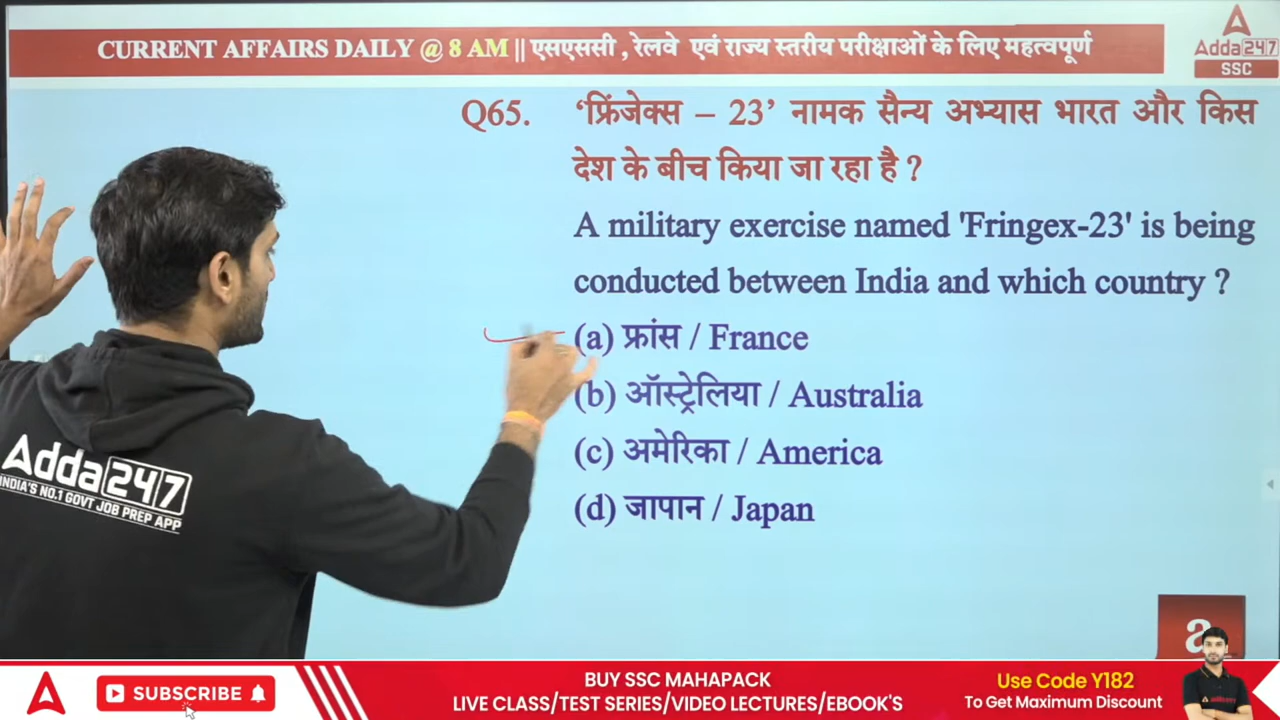 CURRENT AFFAIRS DAILY @ 8 AM || एसएससी , रेलवे एवं राज्य स्तरीय परीक्षाओं के लिए महत्वपूर्ण
Adda247
SSC
Q65. ‘फ्रिंजेक्स – 23’ नामक सैन्य अभ्यास भारत और किस
देश के बीच किया जा रहा है ?
A military exercise named 'Fringex-23' is being
conducted between India and which country ?
(a) फ्रांस / France
(b) ऑस्ट्रेलिया / Australia
(c) अमेरिका / America
(d) जापान / Japan
Adda247
INDIA'S NO.1 GOVT JOB PREP APP
a
SUBSCRIBE
BUY SSC MAHAPACK
LIVE CLASS/TEST SERIES/VIDEO LECTURES/EBOOK'S
Use Code Y182
To Get Maximum Discount